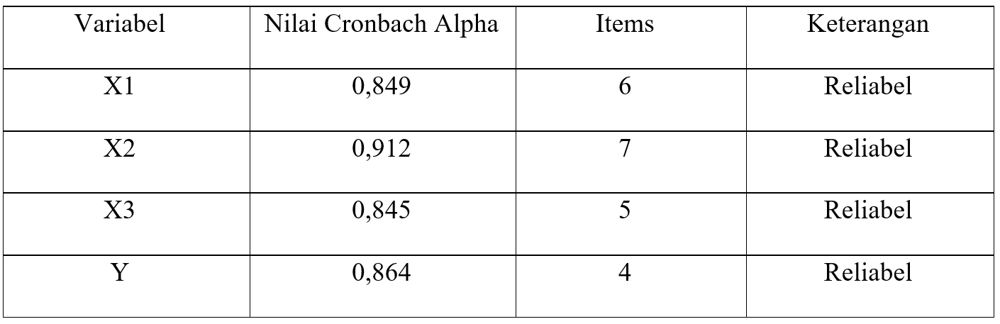 Variabel Nilai Cronbach Alpha Items Keterangan
X1 0,849 6 Reliabel
X2 0,912 7 Reliabel
X3 0,845 5 Reliabel
Y 0,864 4 Reliabel